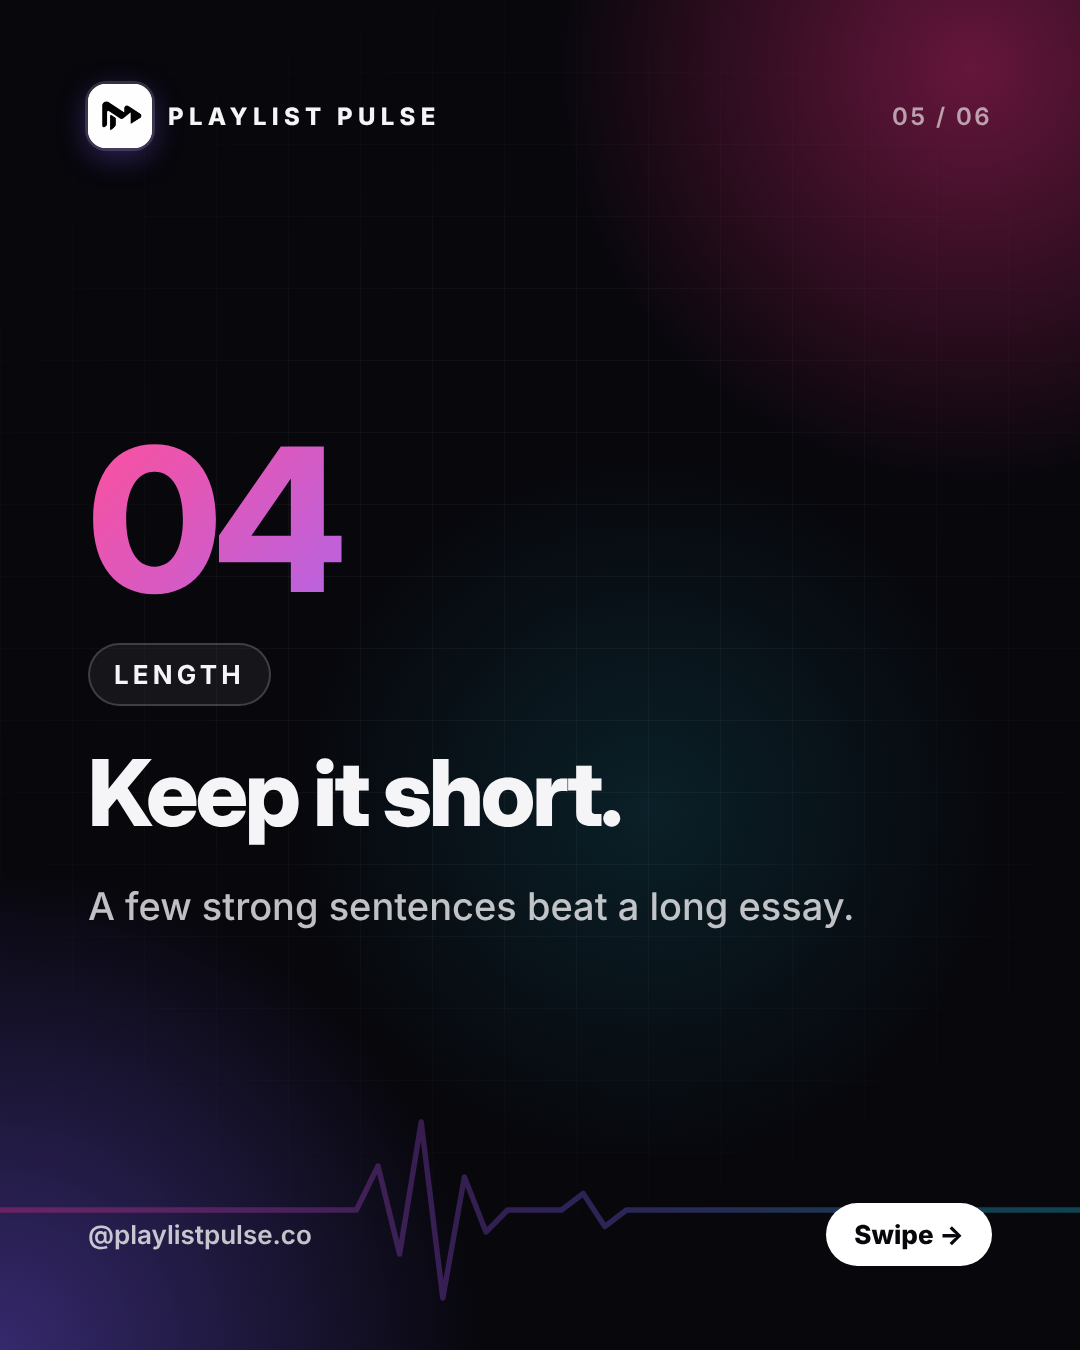 PLAYLIST PULSE
05 / 06
04
LENGTH
Keep it short.
A few strong sentences beat a long essay.
@playlistpulse.co
Swipe →